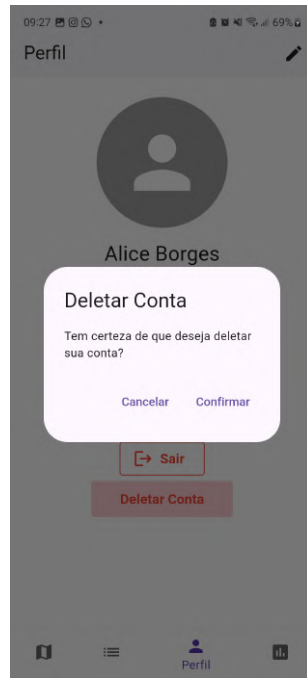 09:27
69%
Perfil
Alice Borges
Deletar Conta
Tem certeza de que deseja deletar
sua conta?
Cancelar Confirmar
Sair
Deletar Conta
Perfil